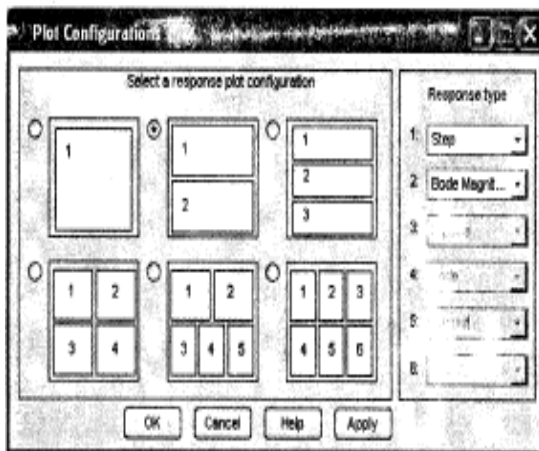 Plot Configurations
Select a response plot configuration
1
1
2
1
2
3
1 2
3 4
1 2
3 4 5
1 2 3
4 5 6
Response type
1: Step
2: Bode Magnit...
3:
4:
5:
6:
OK Cancel Help Apply